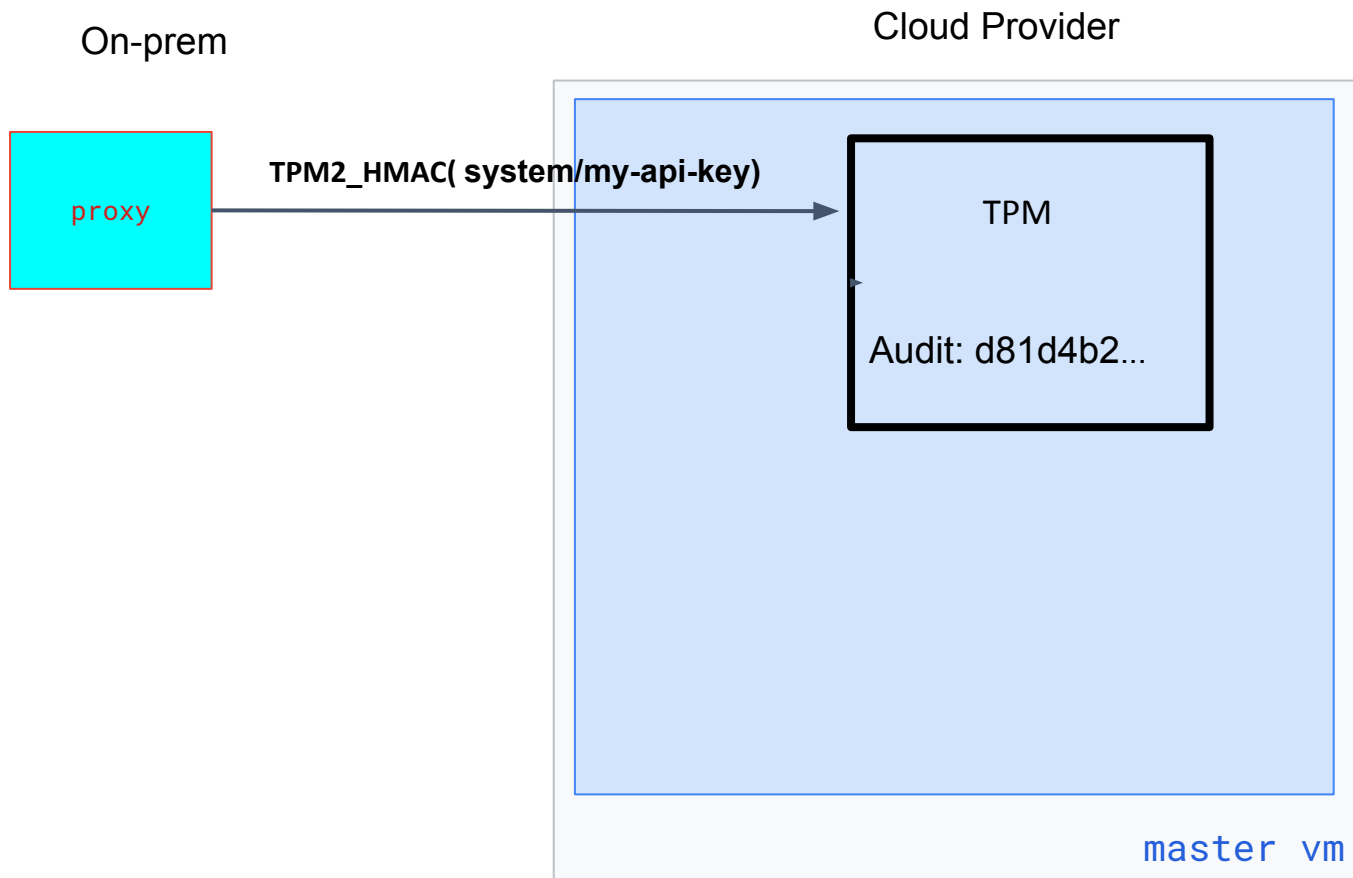 On-prem
Cloud Provider
TPM2_HMAC( system/my-api-key)
proxy
TPM
Audit: d81d4b2...
master vm